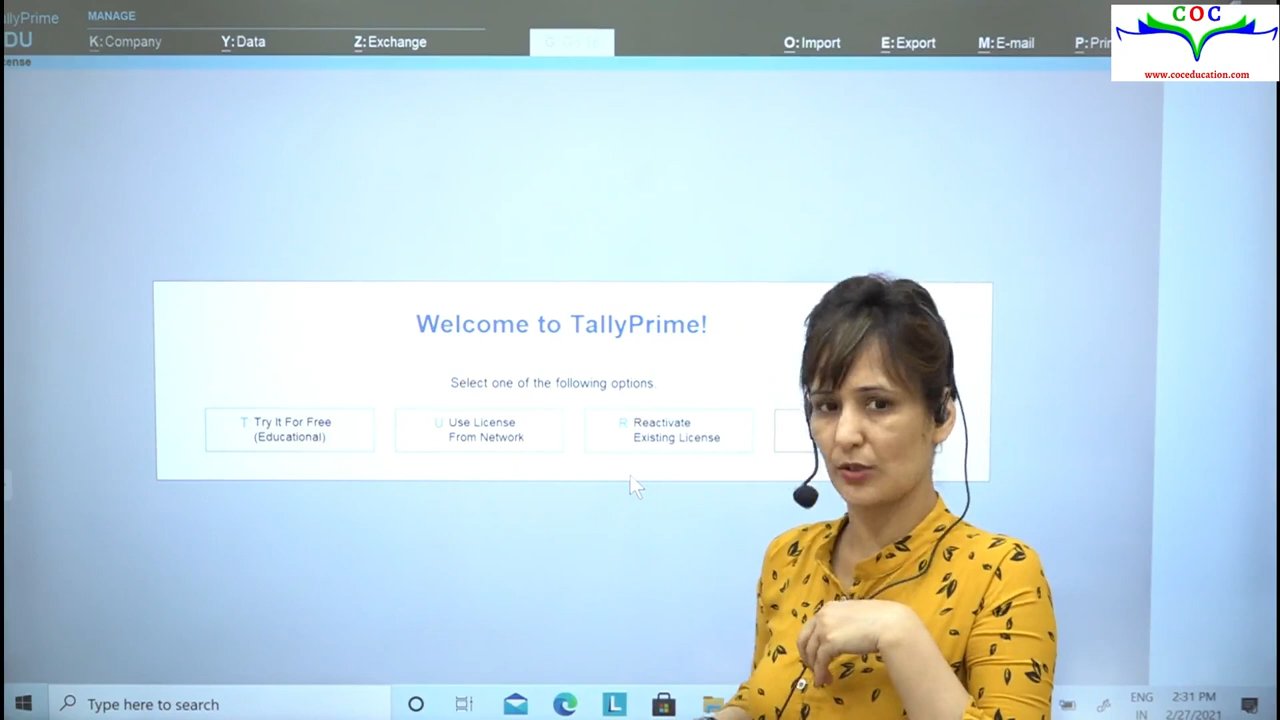 allyPrime
MANAGE
COC
DU
K:Company
Y:Data
Z:Exchange
O:Import
E:Export
M:E-mail
www.coceducation.com
Welcome to TallyPrime!
Select one of the following options
T Try It For Free
(Educational)
U Use License
From Network
R Reactivate
Existing License
Type here to search
L
ENG
IN
2:31 PM
2/27/2021